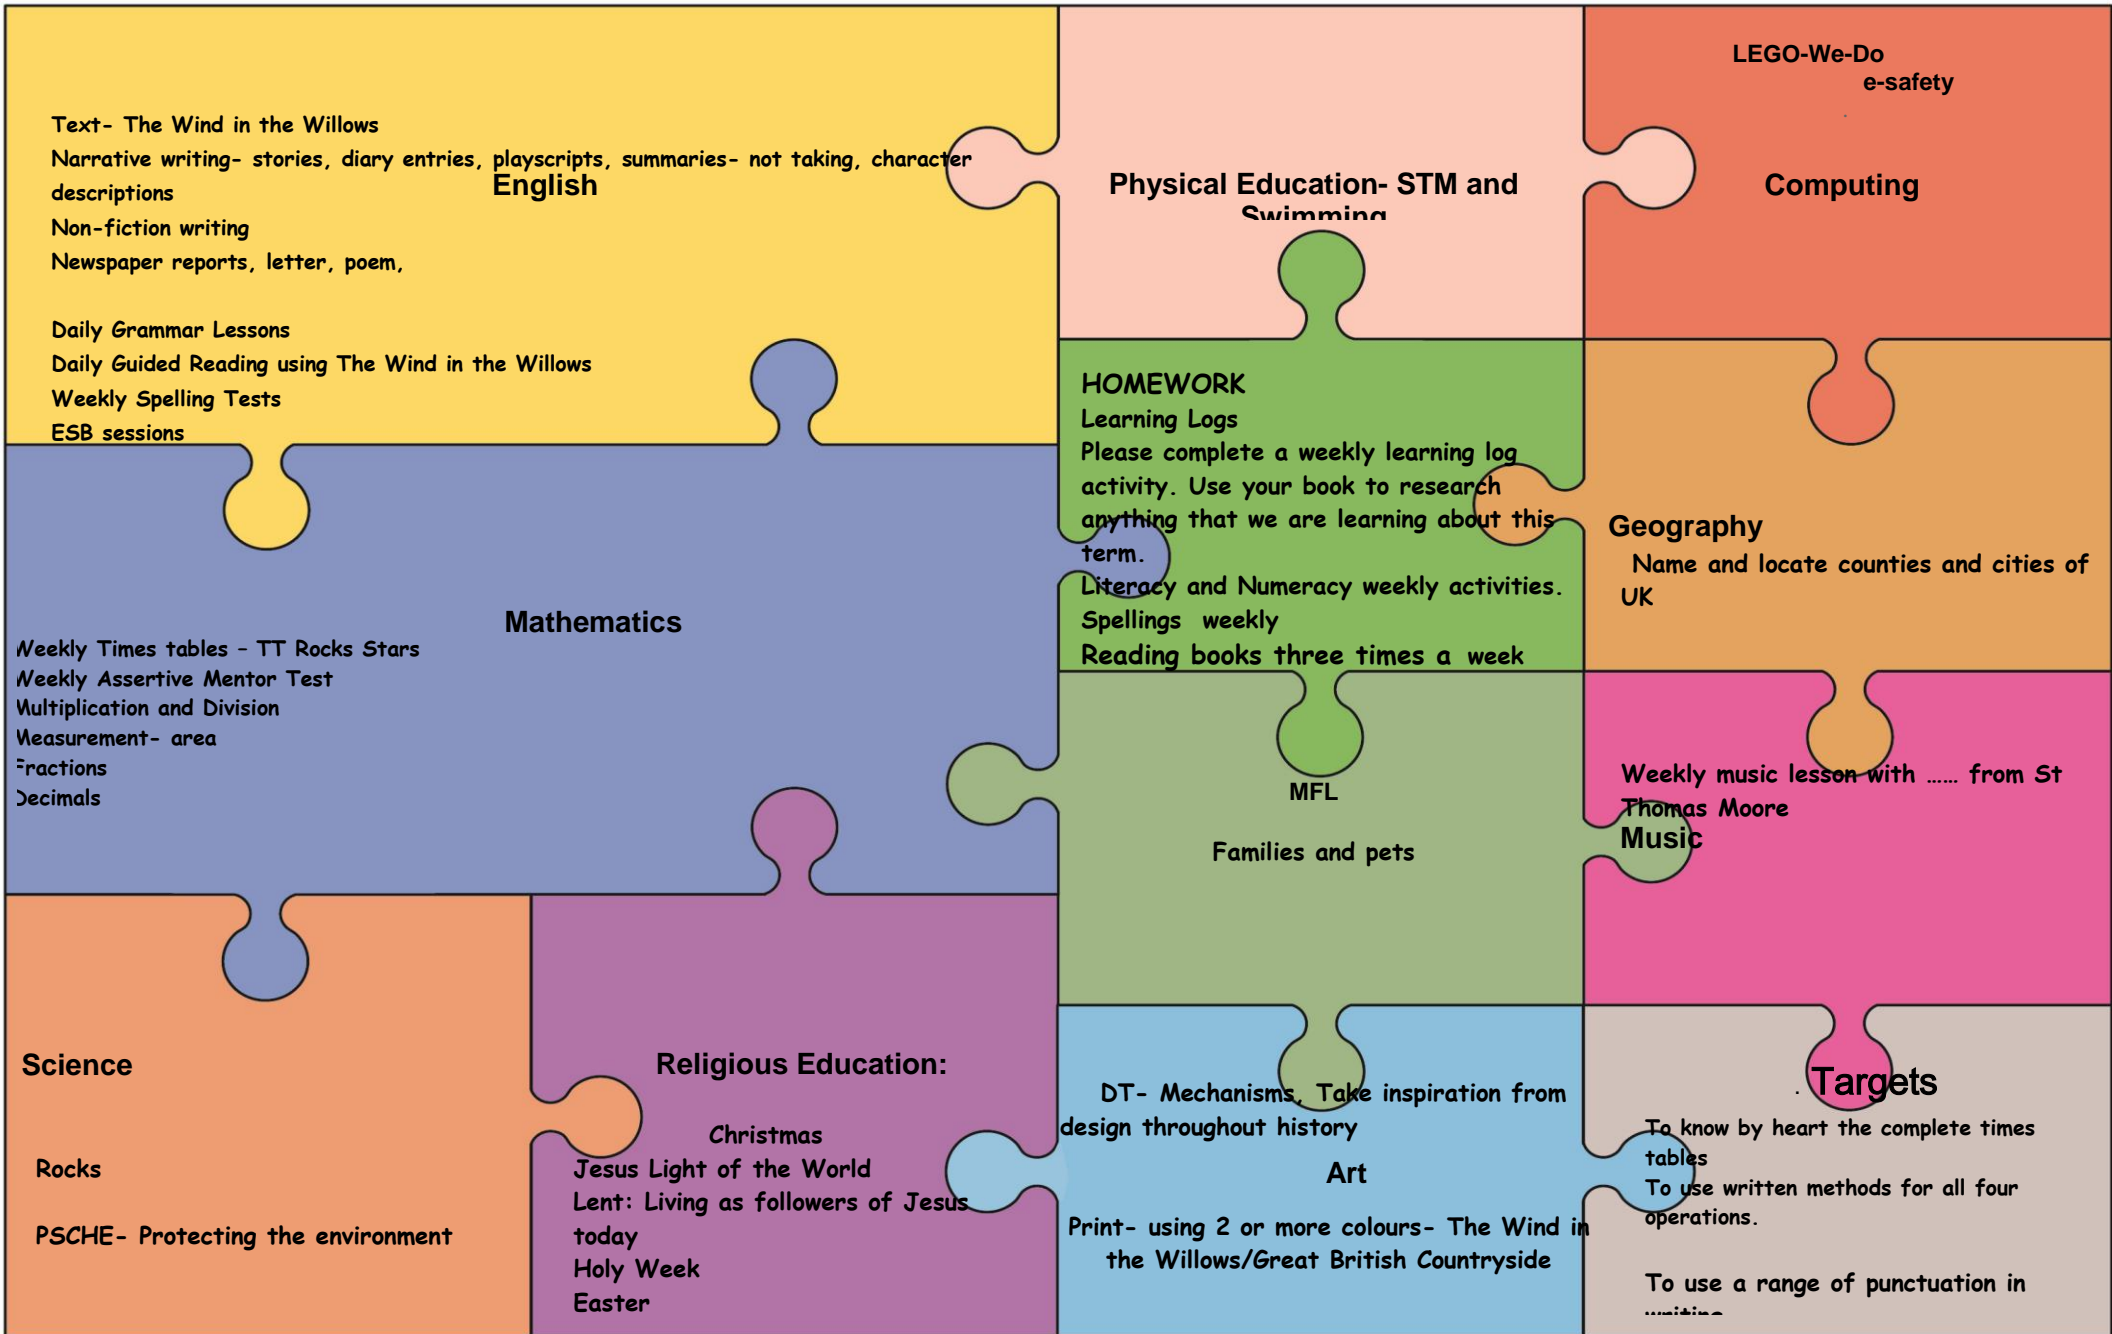 Text- The Wind in the Willows
Narrative writing- stories, diary entries, playscripts, summaries- not taking, character
descriptions
English
Non-fiction writing
Newspaper reports, letter, poem,
Daily Grammar Lessons
Daily Guided Reading using The Wind in the Willows
Weekly Spelling Tests
ESB sessions
Physical Education- STM and
Swimming
LEGO-We-Do
e-safety
.
Computing
HOMEWORK
Learning Logs
Please complete a weekly learning log
activity. Use your book to research
anything that we are learning about this
term.
Literacy and Numeracy weekly activities.
Spellings weekly
Reading books three times a week
Geography
Name and locate counties and cities of
UK
Mathematics
Weekly Times tables – TT Rocks Stars
Weekly Assertive Mentor Test
Multiplication and Division
Measurement- area
Fractions
Decimals
MFL
Families and pets
Weekly music lesson with …… from St
Thomas Moore
Music
Science
Rocks
PSCHE- Protecting the environment
Religious Education:
Christmas
Jesus Light of the World
Lent: Living as followers of Jesus
today
Holy Week
Easter
DT- Mechanisms, Take inspiration from
design throughout history
Art
Print- using 2 or more colours- The Wind in
the Willows/Great British Countryside
. Targets
To know by heart the complete times
tables
To use written methods for all four
operations.
To use a range of punctuation in
writing